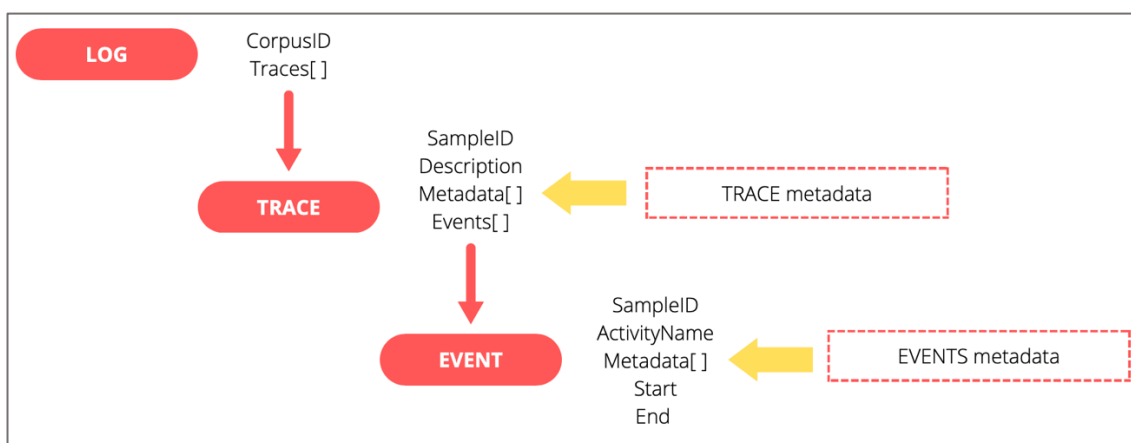 LOG
CorpusID
Traces[ ]
TRACE
SampleID
Description
Metadata[ ]
Events[ ]
TRACE metadata
EVENT
SampleID
ActivityName
Metadata[ ]
Start
End
EVENTS metadata